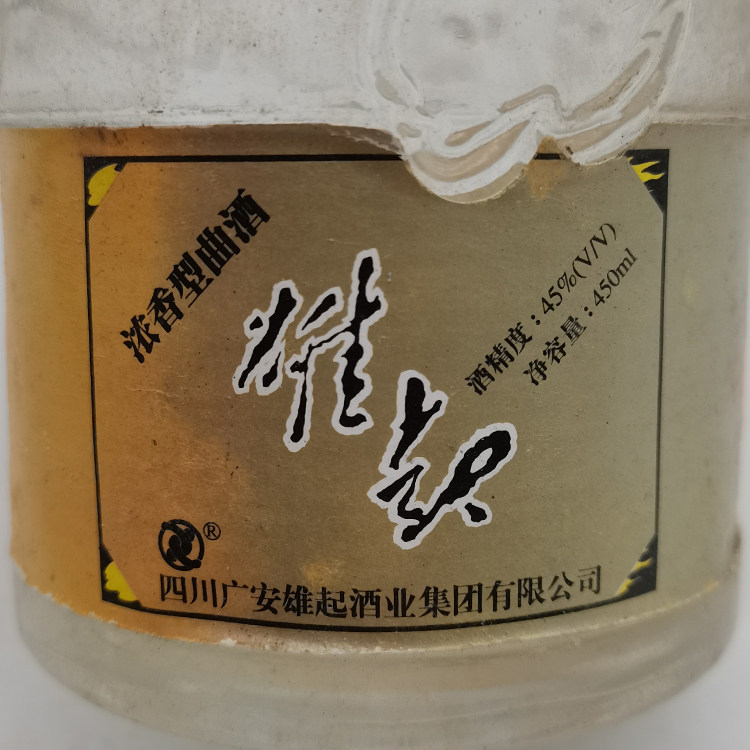 浓香型曲酒
雄起
酒精度：45%(V/V)
净容量：450ml
®
四川广安雄起酒业集团有限公司